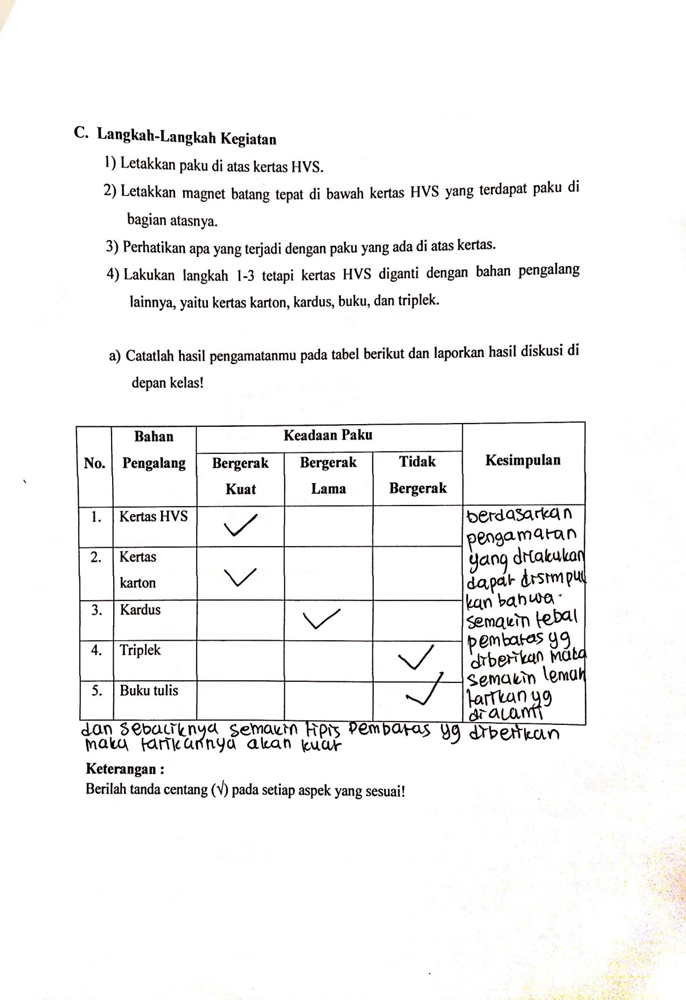 C. Langkah-Langkah Kegiatan
1) Letakkan paku di atas kertas HVS.
2) Letakkan magnet batang tepat di bawah kertas HVS yang terdapat paku di
bagian atasnya.
3) Perhatikan apa yang terjadi dengan paku yang ada di atas kertas.
4) Lakukan langkah 1-3 tetapi kertas HVS diganti dengan bahan pengalang
lainnya, yaitu kertas karton, kardus, buku, dan triplek.
a) Catatlah hasil pengamatanmu pada tabel berikut dan laporkan hasil diskusi di
depan kelas!
No.
Bahan
Pengalang
Keadaan Paku
Bergerak
Kuat
Bergerak
Lama
Tidak
Bergerak
Kesimpulan
1. Kertas HVS ✓
2. Kertas
karton ✓
3. Kardus ✓
4. Triplek ✓
5. Buku tulis ✓
berdasarkan
pengamatan
yang dilakukan
dapat disimpul
kan bahwa
semakin tebal
pembatas yg
diberikan maka
semakin lemah
tarikan yg
di alami
dan sebaliknya semakin tipis pembatas yg diberikan
maka tarikannya akan kuat
Keterangan :
Berilah tanda centang (√) pada setiap aspek yang sesuai!